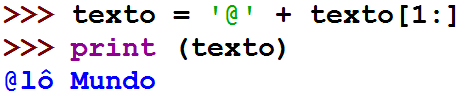 >>> texto = '@' + texto[1:]
>>> print (texto)
@lô Mundo